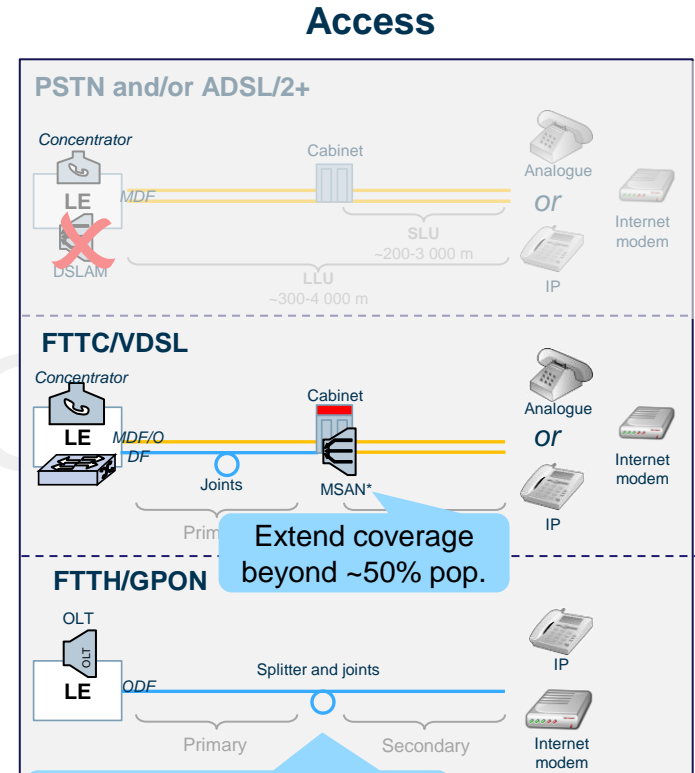 Access
PSTN and/or ADSL/2+
Concentrator
Cabinet
Analogue
LE
MDF
or
SLU
Internet
modem
~200-3 000 m
DSLAM
LLU
IP
~300-4 000 m
FTTC/VDSL
Concentrator
Cabinet
Analogue
LE
MDF/O
DF
or
Internet
modem
Joints
MSAN*
IP
Prim
Extend coverage
beyond ~50% pop.
FTTH/GPON
OLT
OLT
LE
ODF
Splitter and joints
IP
Primary
Secondary
Internet
modem